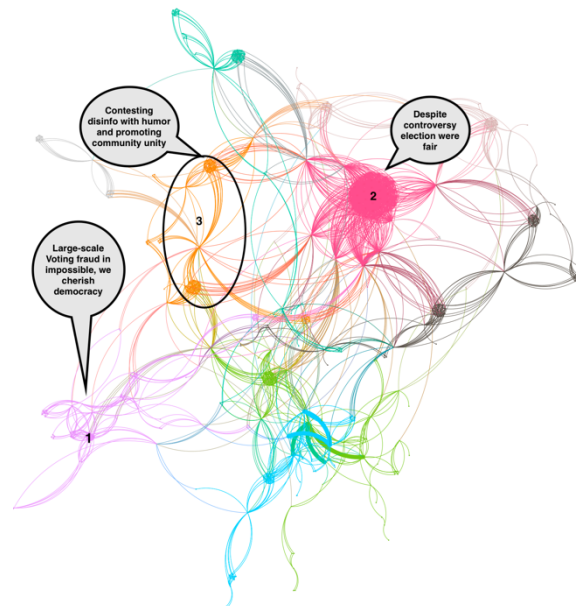 Contesting
disinfo with humor
and promoting
community unity
Despite
controversy
election were
fair
2
3
Large-scale
Voting fraud in
impossible, we
cherish
democracy
1